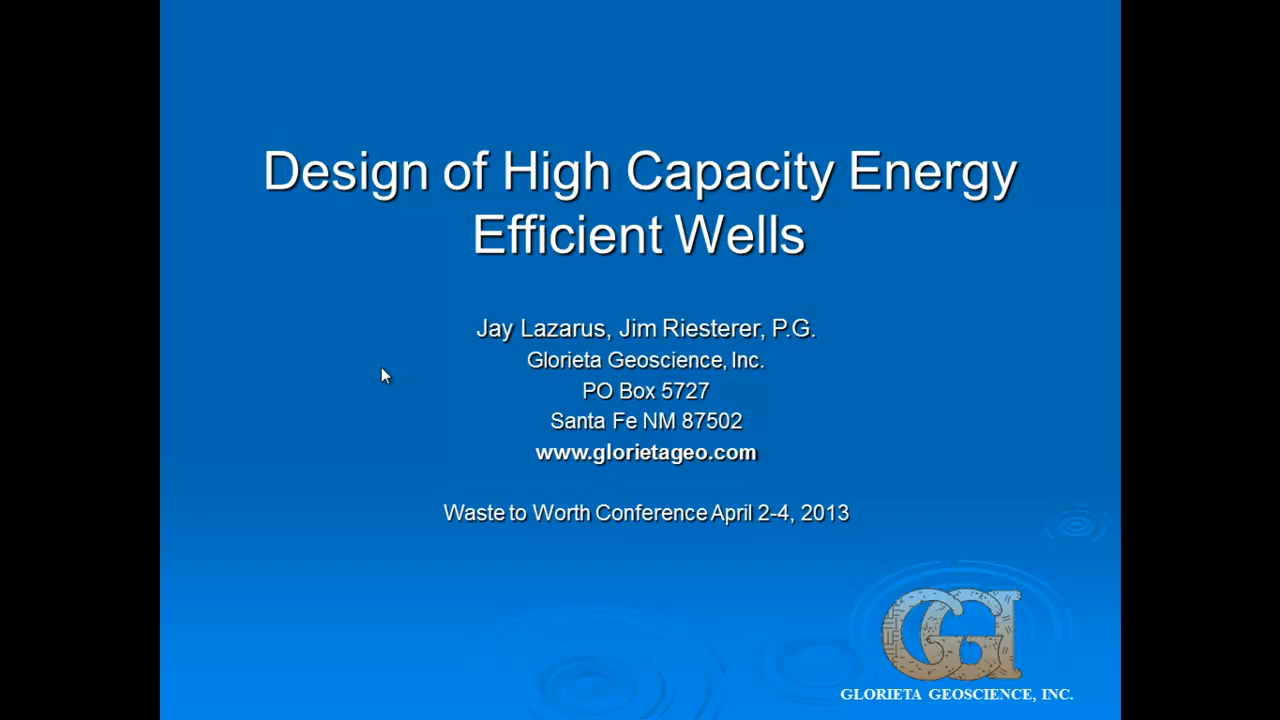 Design of High Capacity Energy
Efficient Wells
Jay Lazarus, Jim Riesterer, P.G.
Glorieta Geoscience, Inc.
PO Box 5727
Santa Fe NM 87502
www.glorietageo.com
Waste to Worth Conference April 2-4, 2013
GGI
GLORIETA GEOSCIENCE, INC.